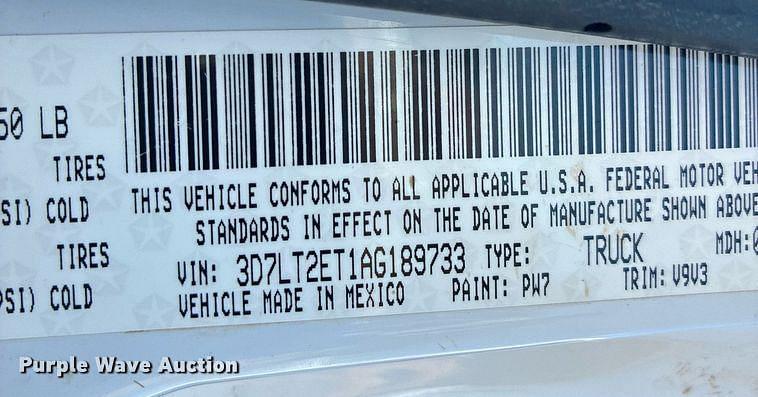 50 LB
TIRES
SI) COLD
TIRES
PSI) COLD
THIS VEHICLE CONFORMS TO ALL APPLICABLE U.S.A. FEDERAL MOTOR VEH
STANDARDS IN EFFECT ON THE DATE OF MANUFACTURE SHOWN ABOVE
VIN: 3D7LT2ET1AG189733 TYPE: TRUCK MDH:0
VEHICLE MADE IN MEXICO PAINT: PW7 TRIM: V9V3
Purple Wave Auction